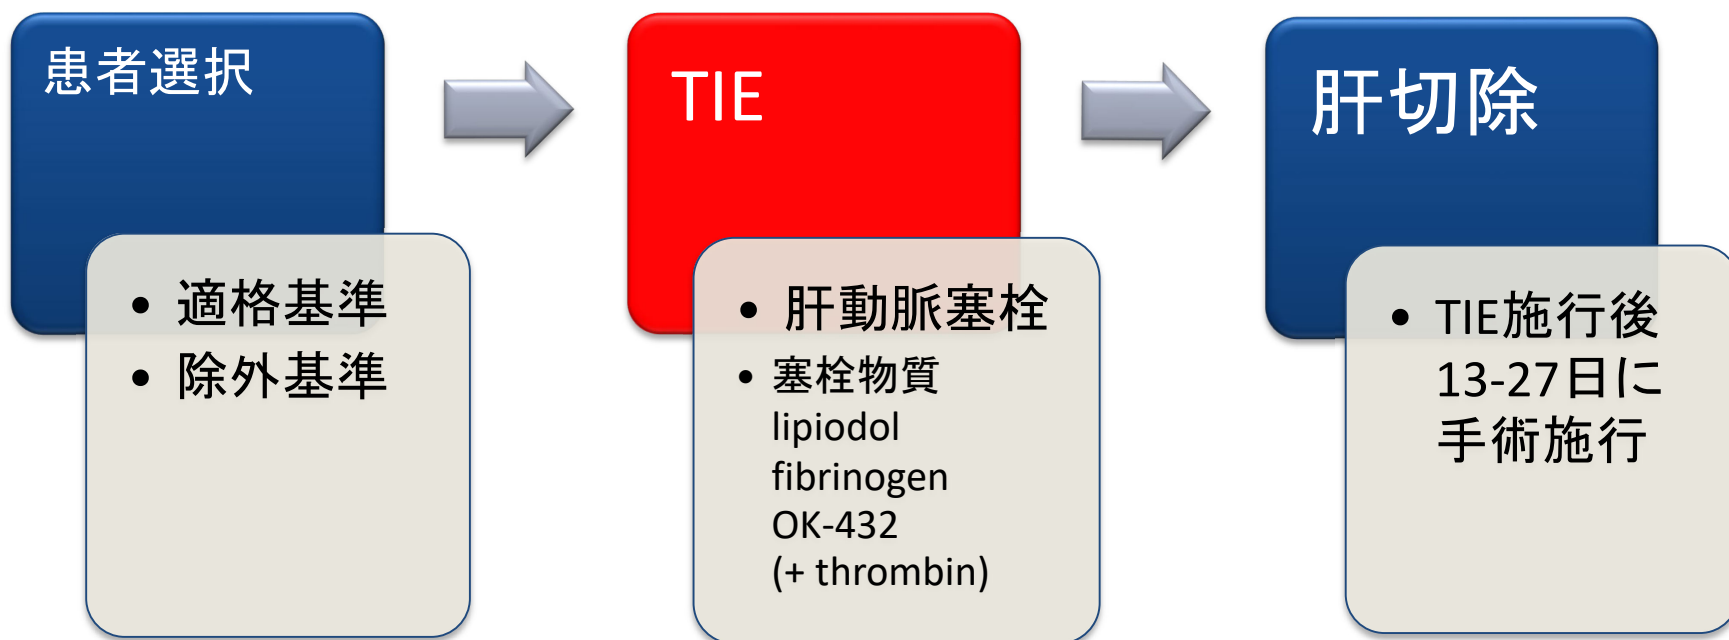 患者選択
• 適格基準
• 除外基準
TIE
• 肝動脈塞栓
• 塞栓物質
lipiodol
fibrinogen
OK-432
(+ thrombin)
肝切除
• TIE施行後
13-27日に
手術施行